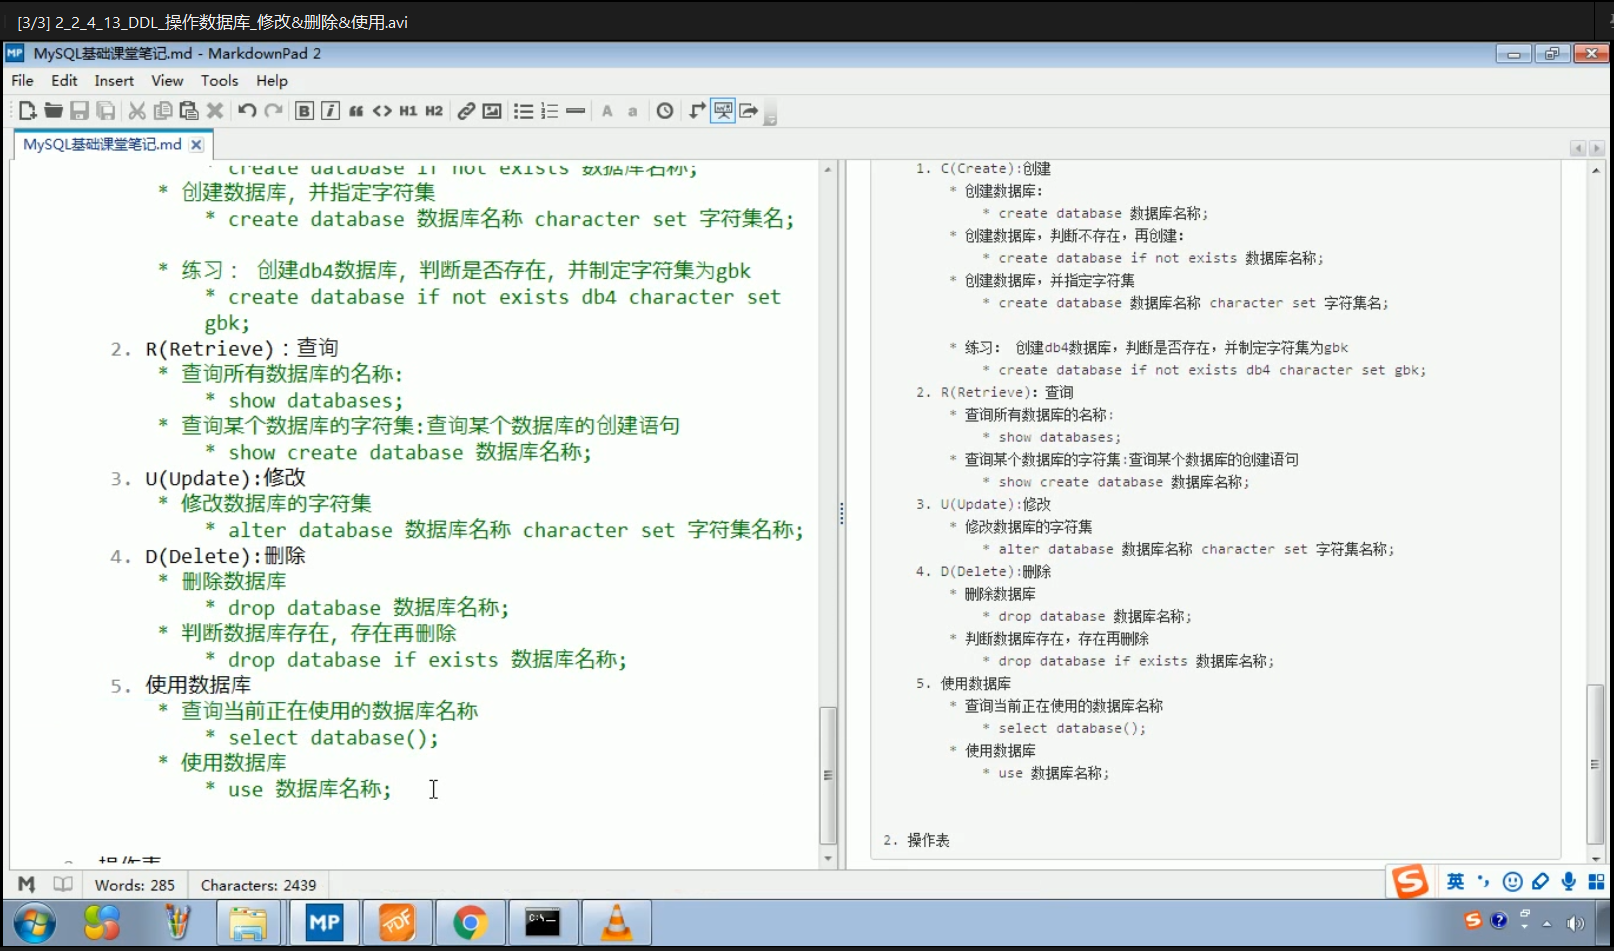 [3/3] 2_2_4_13_DDL_操作数据库_修改&删除&使用.avi
MySQL基础课堂笔记.md - MarkdownPad 2
File Edit Insert View Tools Help
B i H1 H2 A a
MySQL基础课堂笔记.md
* create database if not exists 数据库名称;
* 创建数据库，并指定字符集
* create database 数据库名称 character set 字符集名;
* 练习： 创建db4数据库，判断是否存在，并制定字符集为gbk
* create database if not exists db4 character set
gbk;
2. R(Retrieve)：查询
* 查询所有数据库的名称:
* show databases;
* 查询某个数据库的字符集:查询某个数据库的创建语句
* show create database 数据库名称;
3. U(Update):修改
* 修改数据库的字符集
* alter database 数据库名称 character set 字符集名称;
4. D(Delete):删除
* 删除数据库
* drop database 数据库名称;
* 判断数据库存在，存在再删除
* drop database if exists 数据库名称;
5. 使用数据库
* 查询当前正在使用的数据库名称
* select database();
* 使用数据库
* use 数据库名称;
操作表
1. C(Create):创建
* 创建数据库:
* create database 数据库名称;
* 创建数据库，判断不存在，再创建:
* create database if not exists 数据库名称;
* 创建数据库，并指定字符集
* create database 数据库名称 character set 字符集名;
* 练习： 创建db4数据库，判断是否存在，并制定字符集为gbk
* create database if not exists db4 character set gbk;
2. R(Retrieve)：查询
* 查询所有数据库的名称:
* show databases;
* 查询某个数据库的字符集:查询某个数据库的创建语句
* show create database 数据库名称;
3. U(Update):修改
* 修改数据库的字符集
* alter database 数据库名称 character set 字符集名称;
4. D(Delete):删除
* 删除数据库
* drop database 数据库名称;
* 判断数据库存在，存在再删除
* drop database if exists 数据库名称;
5. 使用数据库
* 查询当前正在使用的数据库名称
* select database();
* 使用数据库
* use 数据库名称;
2. 操作表
Words: 285 Characters: 2439
S 英
MP PDF C:\
S ?